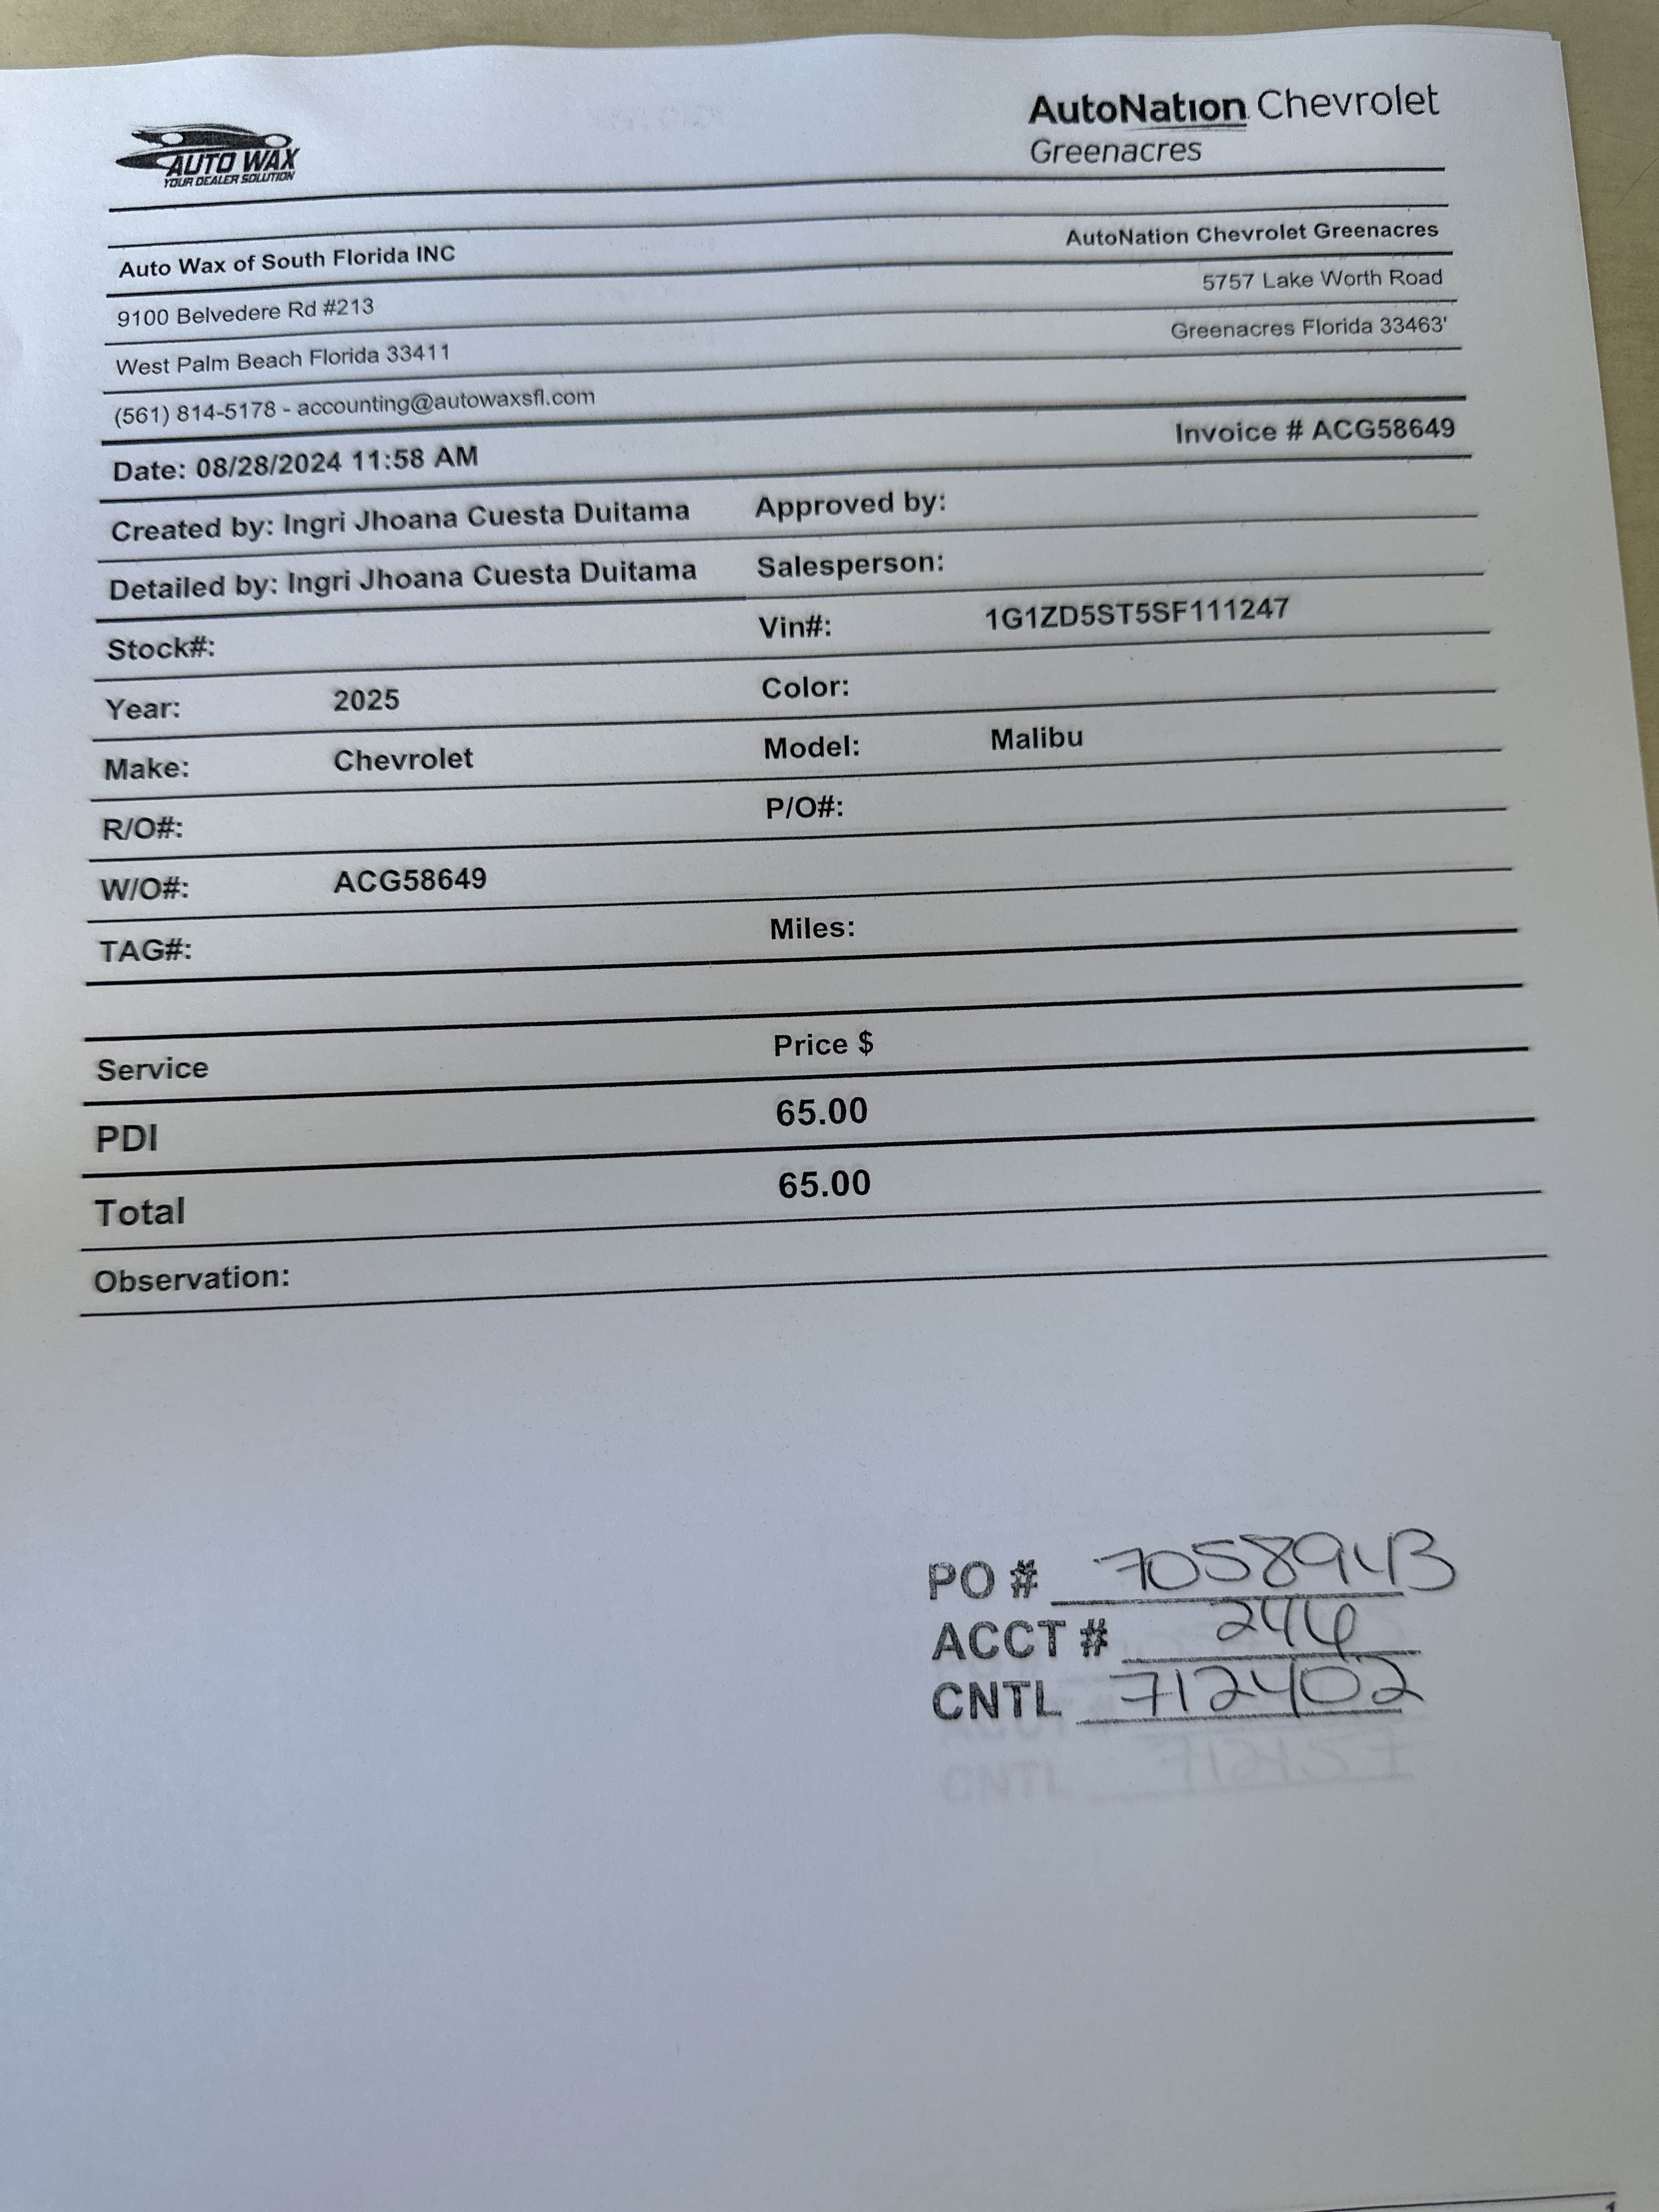 AUTO WAX
YOUR DEALER SOLUTION
AutoNation Chevrolet
Greenacres
Auto Wax of South Florida INC
AutoNation Chevrolet Greenacres
9100 Belvedere Rd #213
5757 Lake Worth Road
West Palm Beach Florida 33411
Greenacres Florida 33463'
(561) 814-5178 - accounting@autowaxsfl.com
Date: 08/28/2024 11:58 AM
Invoice # ACG58649
Created by: Ingri Jhoana Cuesta Duitama Approved by:
Detailed by: Ingri Jhoana Cuesta Duitama Salesperson:
Stock#: Vin#: 1G1ZD5ST5SF111247
Year: 2025 Color:
Make: Chevrolet Model: Malibu
R/O#: P/O#:
W/O#: ACG58649
TAG#: Miles:
Service Price $
PDI 65.00
Total 65.00
Observation:
PO #
ACCT # 246
CNTL 712402
CNTL 712157